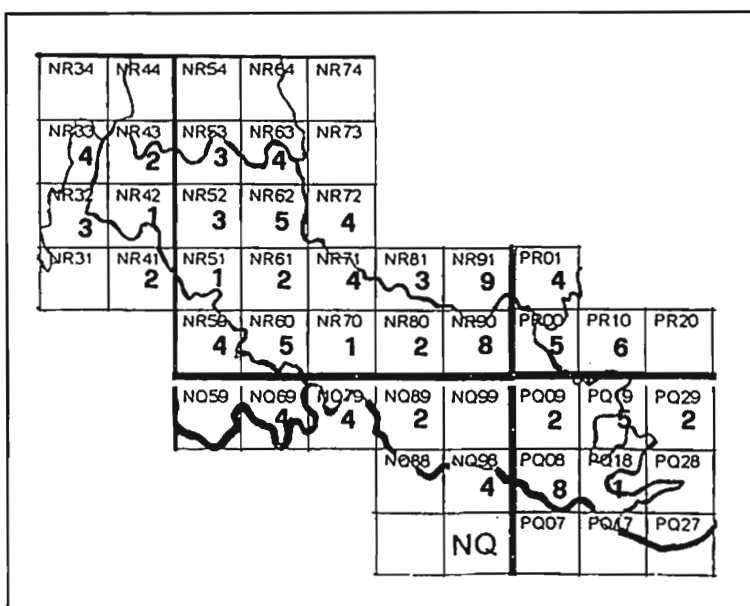 NR34 NR44 NR54 NR64 NR74
NR33 NR43 NR53 NR63 NR73
4 2 3 4
NR32 NR42 NR52 NR62 NR72
3 1 3 5 4
NR31 NR41 NR51 NR61 NR71 NR81 NR91 PR01
2 1 2 4 3 9 4
NR50 NR60 NR70 NR80 NR90 PR00 PR10 PR20
4 5 1 2 8 5 6
NQ59 NQ69 NQ79 NQ89 NQ99 PQ09 PQ19 PQ29
4 4 2 2 5 2
NQ88 NQ98 PQ08 PQ18 PQ28
4 8 1
NQ PQ07 PQ17 PQ27